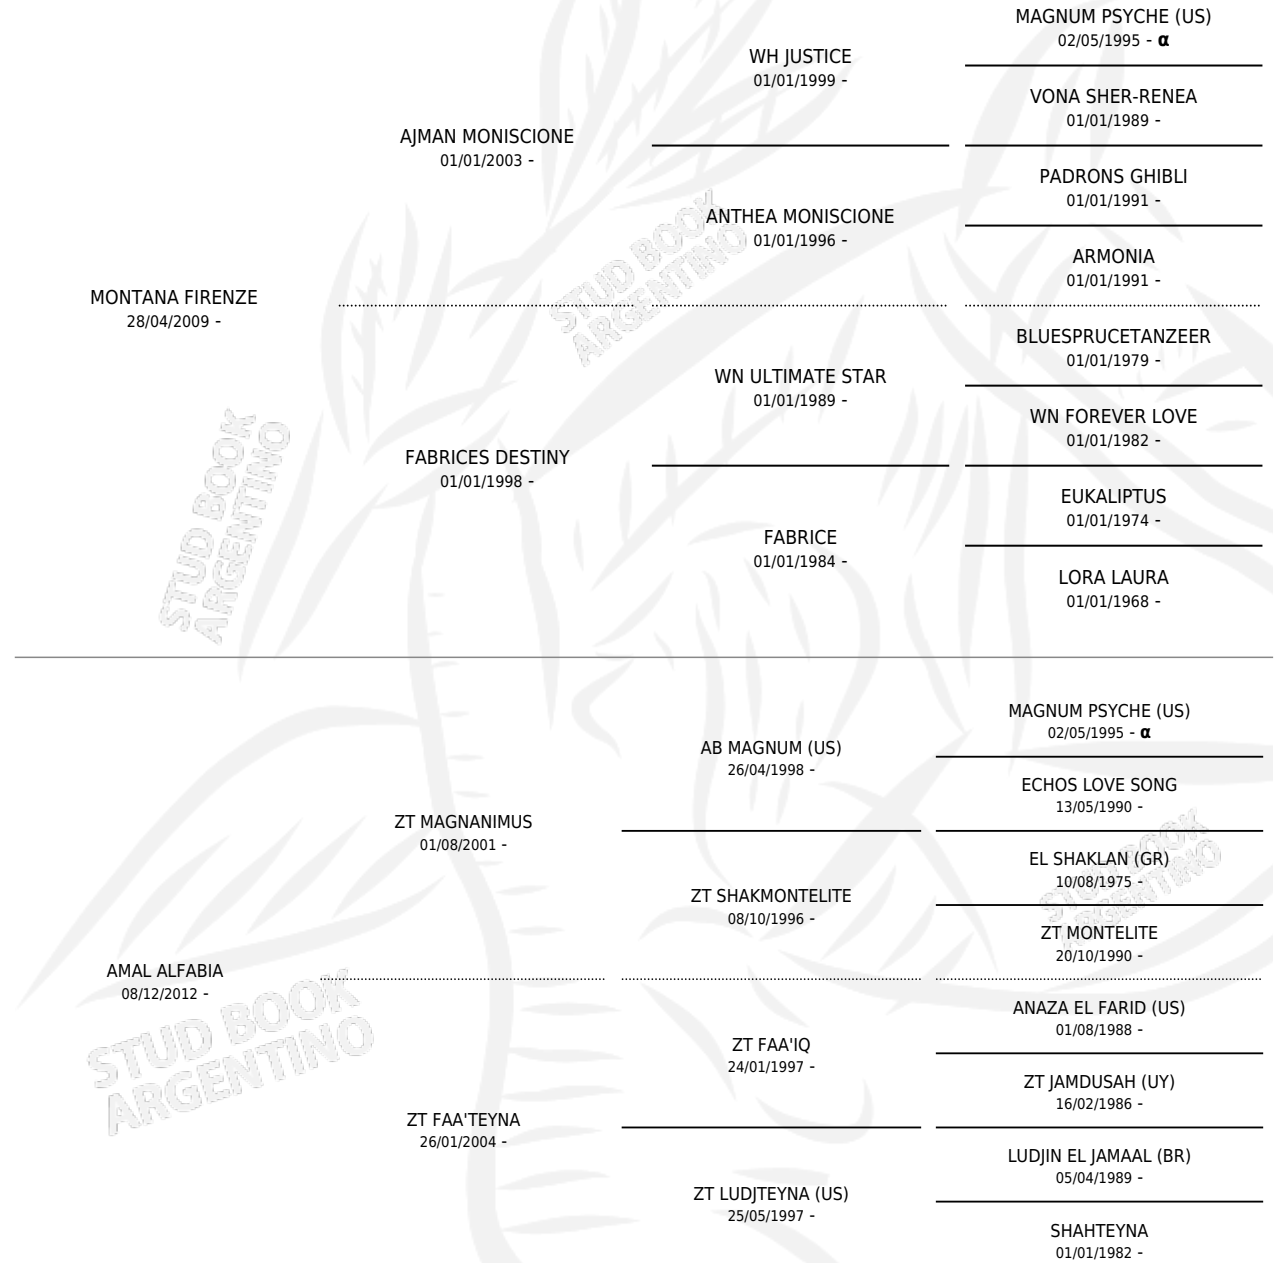 MAGNUM PSYCHE (US)
02/05/1995 - α
WH JUSTICE
01/01/1999 -
VONA SHER-RENEA
01/01/1989 -
AJMAN MONISCIONE
01/01/2003 -
PADRONS GHIBLI
01/01/1991 -
ANTHEA MONISCIONE
01/01/1996 -
ARMONIA
01/01/1991 -
MONTANA FIRENZE
28/04/2009 -
BLUESPRUCETANZEER
01/01/1979 -
WN ULTIMATE STAR
01/01/1989 -
WN FOREVER LOVE
01/01/1982 -
FABRICES DESTINY
01/01/1998 -
EUKALIPTUS
01/01/1974 -
FABRICE
01/01/1984 -
LORA LAURA
01/01/1968 -
STUD BOOK
ARGENTINO
STUD BOOK
ARGENTINO
MAGNUM PSYCHE (US)
02/05/1995 - α
AB MAGNUM (US)
26/04/1998 -
ECHOS LOVE SONG
13/05/1990 -
ZT MAGNANIMUS
01/08/2001 -
EL SHAKLAN (GR)
10/08/1975 -
ZT SHAKMONTELITE
08/10/1996 -
ZT MONTELITE
20/10/1990 -
AMAL ALFABIA
08/12/2012 -
ANAZA EL FARID (US)
01/08/1988 -
ZT FAA'IQ
24/01/1997 -
ZT JAMDUSAH (UY)
16/02/1986 -
ZT FAA'TEYNA
26/01/2004 -
LUDJIN EL JAMAAL (BR)
05/04/1989 -
ZT LUDJTEYNA (US)
25/05/1997 -
SHAHTEYNA
01/01/1982 -
STUD BOOK
ARGENTINO
STUD BOOK
ARGENTINO